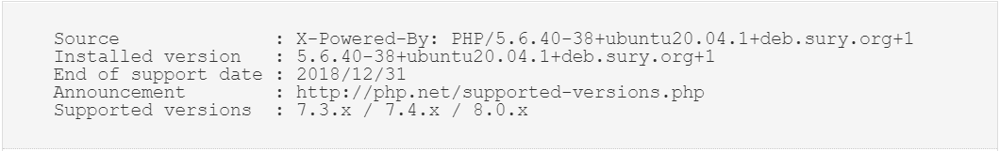 Source : X-Powered-By: PHP/5.6.40-38+ubuntu20.04.1+deb.sury.org+1
Installed version : 5.6.40-38+ubuntu20.04.1+deb.sury.org+1
End of support date : 2018/12/31
Announcement : http://php.net/supported-versions.php
Supported versions : 7.3.x / 7.4.x / 8.0.x